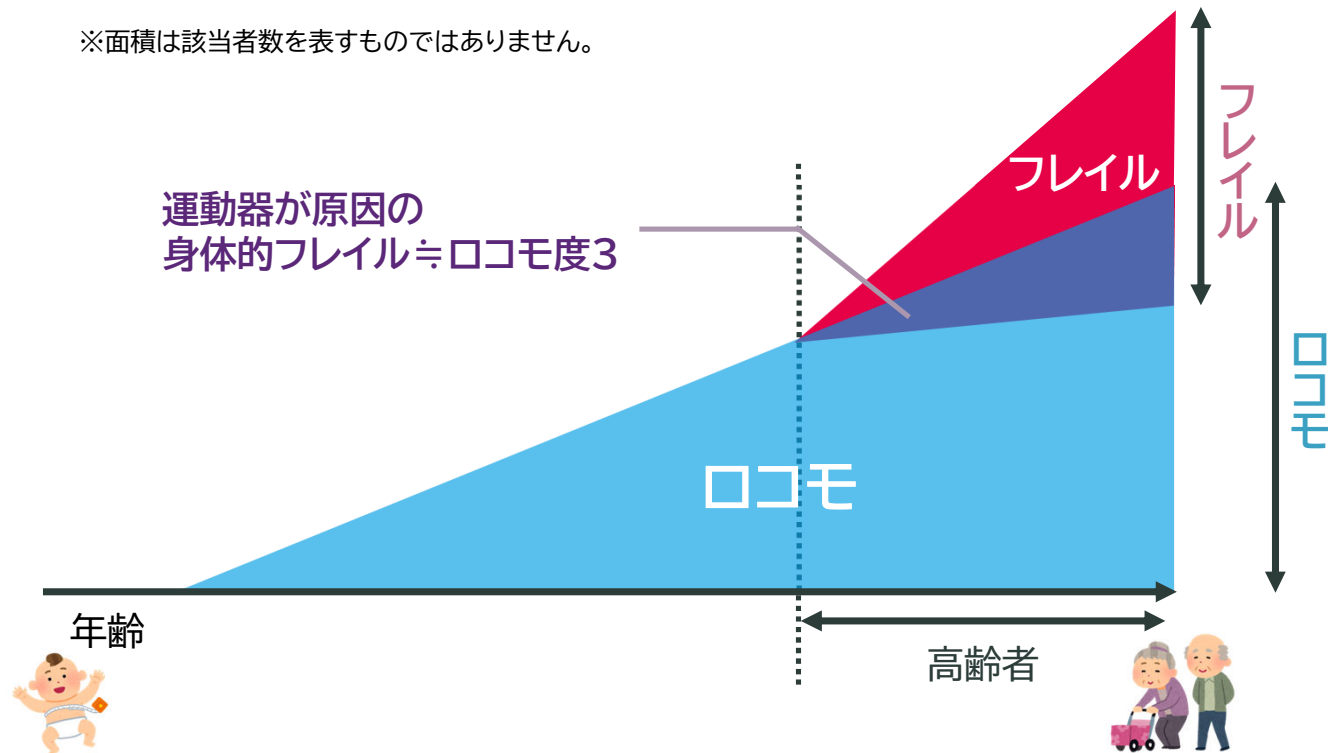 ※面積は該当者数を表すものではありません。
運動器が原因の
身体的フレイル≒ロコモ度3
フレイル
フレイル
ロコモ
ロコモ
年齢
高齢者